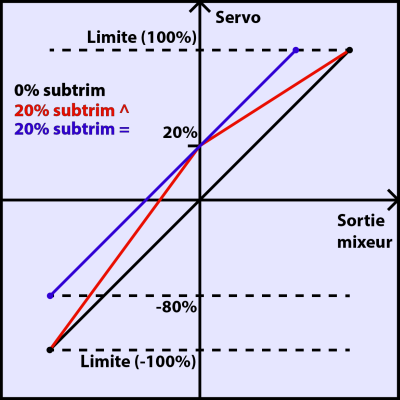 Servo
Limite (100%)
0% subtrim
20% subtrim ^
20% subtrim =
20%
Sortie
mixeur
-80%
Limite (-100%)